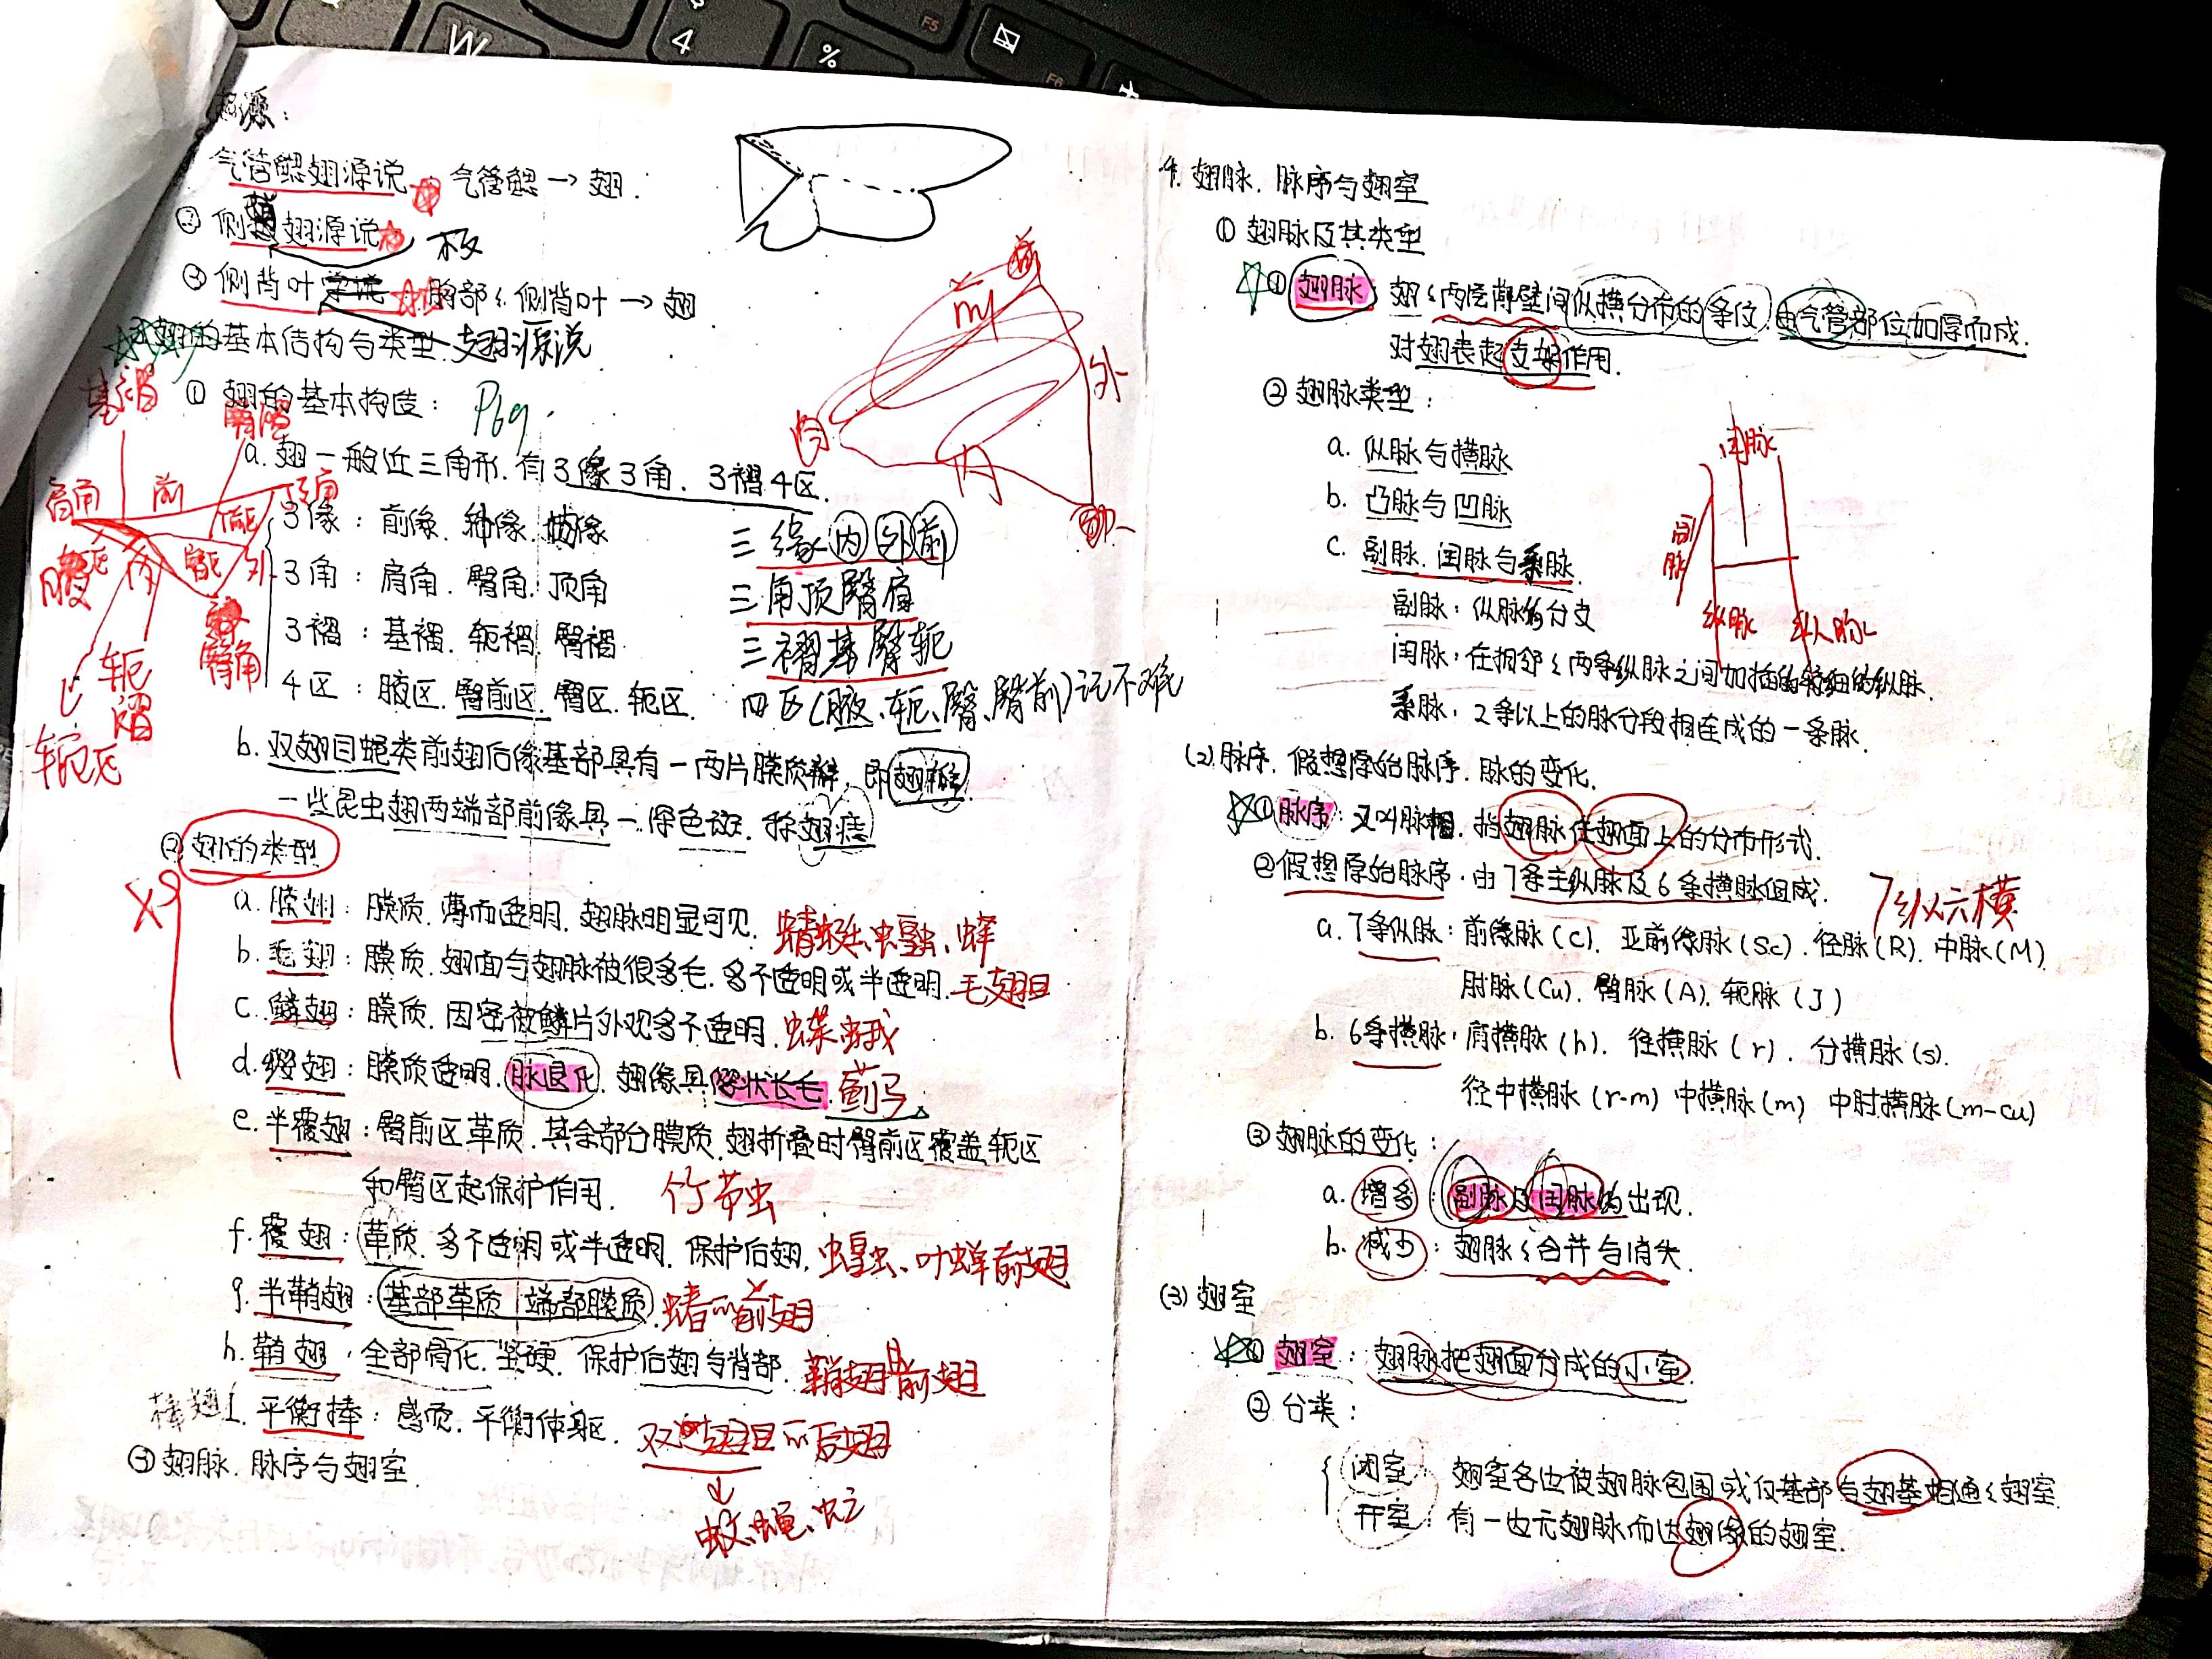 起源:
气管鳃翅源说 气管鳃→翅.
② 侧 翅源说 板
③ 侧背叶 胸部 侧背叶→翅
翅的基本结构与类型 翅源说
① 翅的基本构造: P69
a. 翅一般近三角形. 有3缘3角. 3褶4区.
3缘: 前缘.
3角: 肩角. 臀角. 顶角
3褶: 基褶. 轭褶. 臀褶
4区: 腋区. 臀前区. 臀区. 轭区.
三缘内外前
三角顶臀肩
三褶基臀轭
四区(腋、轭、臀、臀前)记不难
基褶
臀褶
肩角 前 顶角
臀前 外
腋区 内 臀区
臀角
轭褶
轭区
前 外 内
b. 双翅目蝇类前翅后缘基部具有一两片膜质瓣. 即翅瓣.
一些昆虫翅两端部前缘具一深色斑. 称翅痣
② 翅的类型
X9
a. 膜翅: 膜质. 薄而透明. 翅脉明显可见. 蜻蜓、蝗虫、蜂
b. 毛翅: 膜质. 翅面与翅脉被很多毛. 多不透明或半透明. 毛翅目
c. 鳞翅: 膜质. 因密被鳞片外观多不透明. 蝶蛾
d. 缨翅: 膜质透明. 脉退化. 翅缘具缨状长毛. 蓟马
e. 半覆翅: 臀前区革质. 其余部台膜质. 翅折叠时臀前区覆盖轭区
和臀区起保护作用. 竹节虫
f. 覆翅: 革质. 多不透明或半透明. 保护后翅. 蝗虫、叶蝉前翅
g. 半鞘翅: 基部革质 端部膜质. 蝽 前翅
h. 鞘翅. 全部骨化. 坚硬. 保护后翅与背部. 鞘翅目前翅
棒翅 I. 平衡捧: 感觉. 平衡体躯. 双翅目 后翅
↓
蚊、蝇、虻
③ 翅脉. 脉序与翅室
4. 翅脉. 脉序与翅室
① 翅脉及其类型
① 翅脉: 翅 两层薄壁间纵横分布的条纹. 由气管部位加厚而成.
对翅表起支架作用.
② 翅脉类型:
a. 纵脉与横脉
b. 凸脉与凹脉
c. 副脉. 闰脉与系脉
闰脉
副脉
纵脉 纵脉
副脉: 纵脉的分支
闰脉: 在相邻 两条纵脉之间加插的较细的纵脉.
系脉: 2条以上的脉分段相连成的一条脉.
(2) 脉序. 假想原始脉序. 脉的变化.
① 脉序: 又叫脉相. 指翅脉在翅面上的分布形式.
② 假想原始脉序. 由7条主纵脉及6条横脉组成.
7纵六横
a. 7条纵脉: 前缘脉(C). 亚前缘脉(Sc). 径脉(R). 中脉(M).
肘脉(Cu). 臀脉(A). 轭脉(J)
b. 6条横脉: 肩横脉(h). 径横脉(r). 分横脉(s).
径中横脉(r-m) 中横脉(m) 中肘横脉(m-cu)
③ 翅脉的变化:
a. 增多: 副脉及闰脉的出现.
b. 减少: 翅脉 合并与消失.
(3) 翅室
① 翅室: 翅脉把翅面分成的小室.
② 台类:
闭室: 翅室各边被翅脉包围或仅基部与翅基相通 翅室.
开室: 有一边无翅脉而达翅缘的翅室.